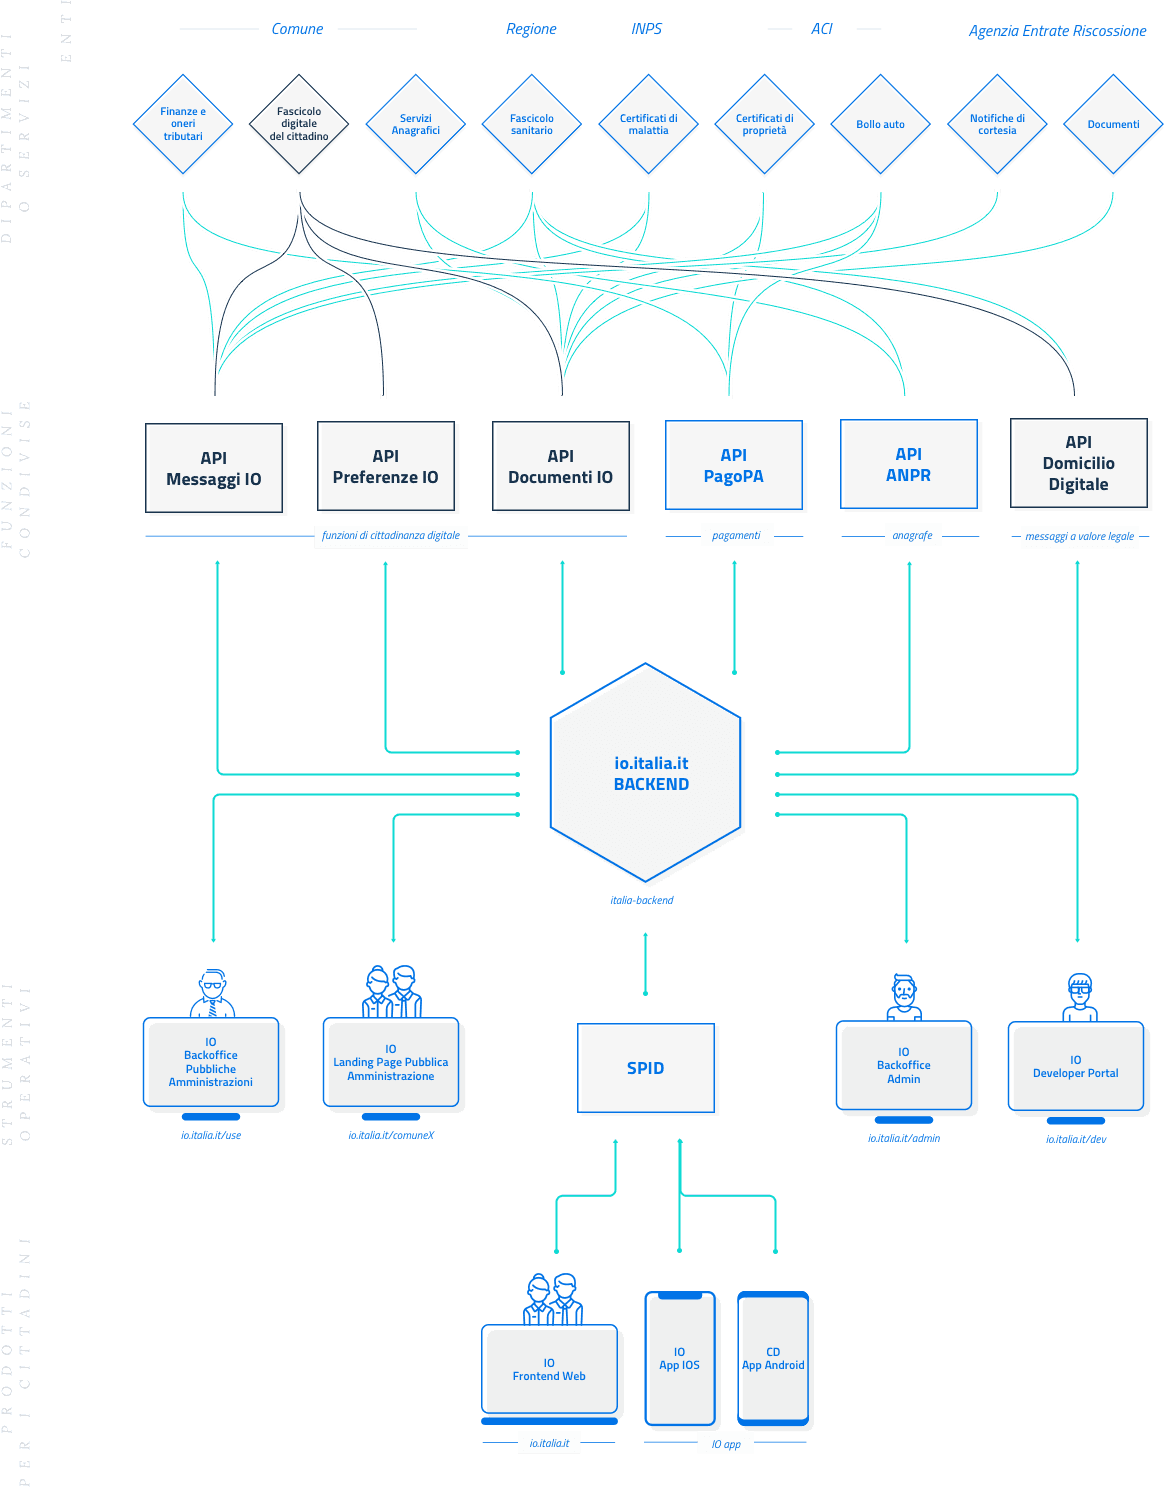 ENTI
Comune
Regione
INPS
ACI
Agenzia Entrate Riscossione
DIPARTIMENTI
O SERVIZI
Finanze e
oneri
tributari
Fascicolo
digitale
del cittadino
Servizi
Anagrafici
Fascicolo
sanitario
Certificati di
malattia
Certificati di
proprietà
Bollo auto
Notifiche di
cortesia
Documenti
FUNZIONI
CONDIVISE
API
Messaggi IO
API
Preferenze IO
API
Documenti IO
API
PagoPA
API
ANPR
API
Domicilio
Digitale
funzioni di cittadinanza digitale
pagamenti
anagrafe
messaggi a valore legale
io.italia.it
BACKEND
italia-backend
STRUMENTI
OPERATIVI
IO
Backoffice
Pubbliche
Amministrazioni
io.italia.it/use
IO
Landing Page Pubblica
Amministrazione
io.italia.it/comuneX
SPID
IO
Backoffice
Admin
io.italia.it/admin
IO
Developer Portal
io.italia.it/dev
PRODOTTI
PER I CITTADINI
IO
Frontend Web
io.italia.it
IO
App IOS
CD
App Android
IO app